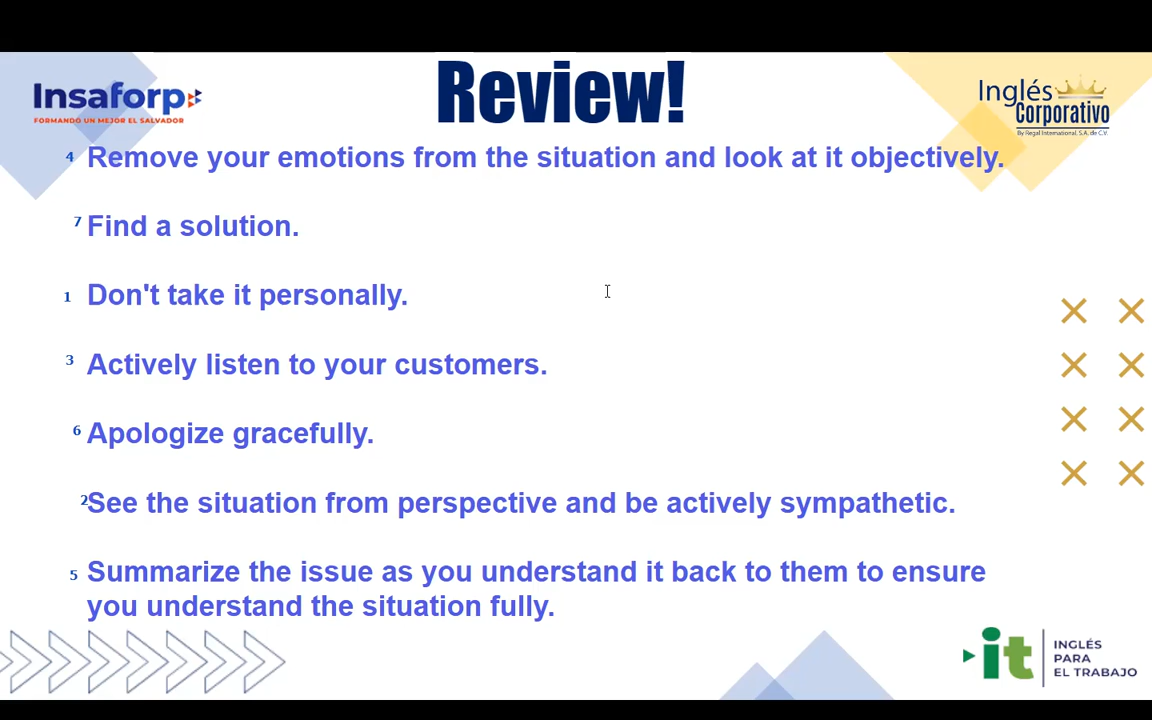 Review!
Insaforp
FORMANDO UN MEJOR EL SALVADOR
Inglés
Corporativo
By Regal International, S.A. de C.V.
4 Remove your emotions from the situation and look at it objectively.
7 Find a solution.
1 Don't take it personally.
3 Actively listen to your customers.
6 Apologize gracefully.
2 See the situation from perspective and be actively sympathetic.
5 Summarize the issue as you understand it back to them to ensure
you understand the situation fully.
it
INGLÉS
PARA
EL TRABAJO